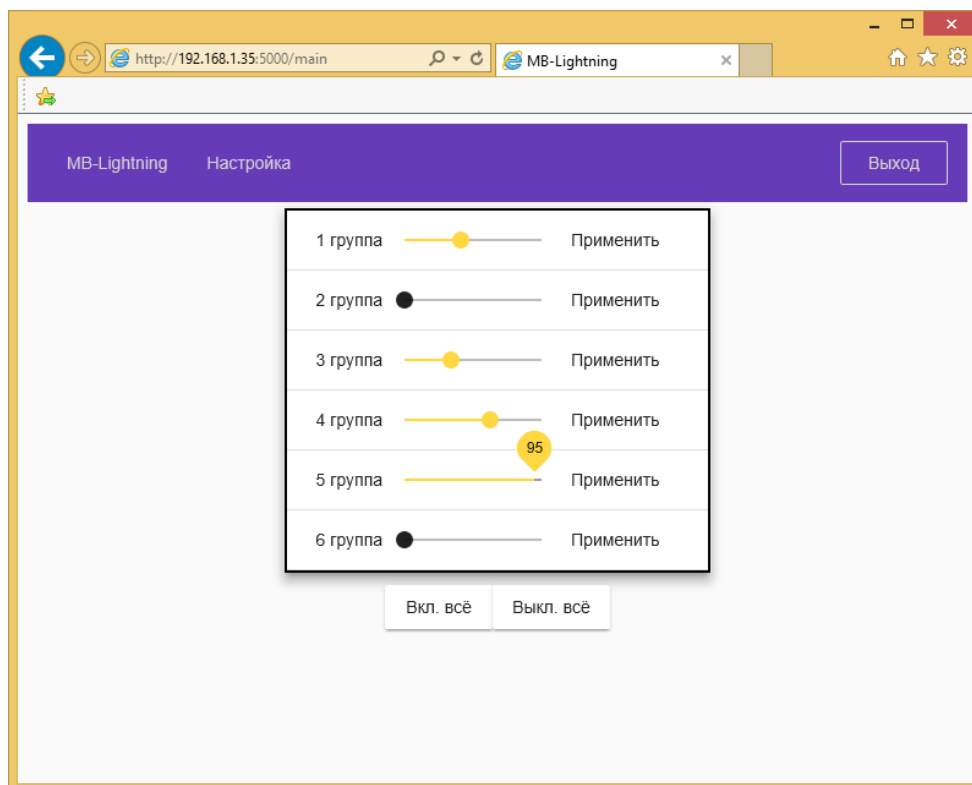 http://192.168.1.35:5000/main
MB-Lightning
MB-Lightning Настройка Выход
1 группа Применить
2 группа Применить
3 группа Применить
4 группа Применить
95
5 группа Применить
6 группа Применить
Вкл. всё Выкл. всё